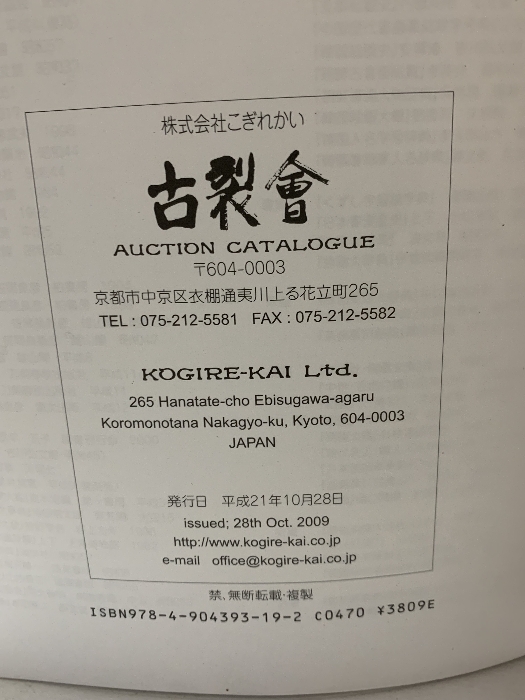 株式会社こぎれかい
古裂會
AUCTION CATALOGUE
〒604-0003
京都市中京区衣棚通夷川上る花立町265
TEL : 075-212-5581 FAX : 075-212-5582
KOGIRE-KAI Ltd.
265 Hanatate-cho Ebisugawa-agaru
Koromonotana Nakagyo-ku, Kyoto, 604-0003
JAPAN
発行日 平成21年10月28日
issued; 28th Oct. 2009
http://www.kogire-kai.co.jp
e-mail office@kogire-kai.co.jp
禁、無断転載・複製
ISBN978-4-904393-19-2 C0470 ¥3809E